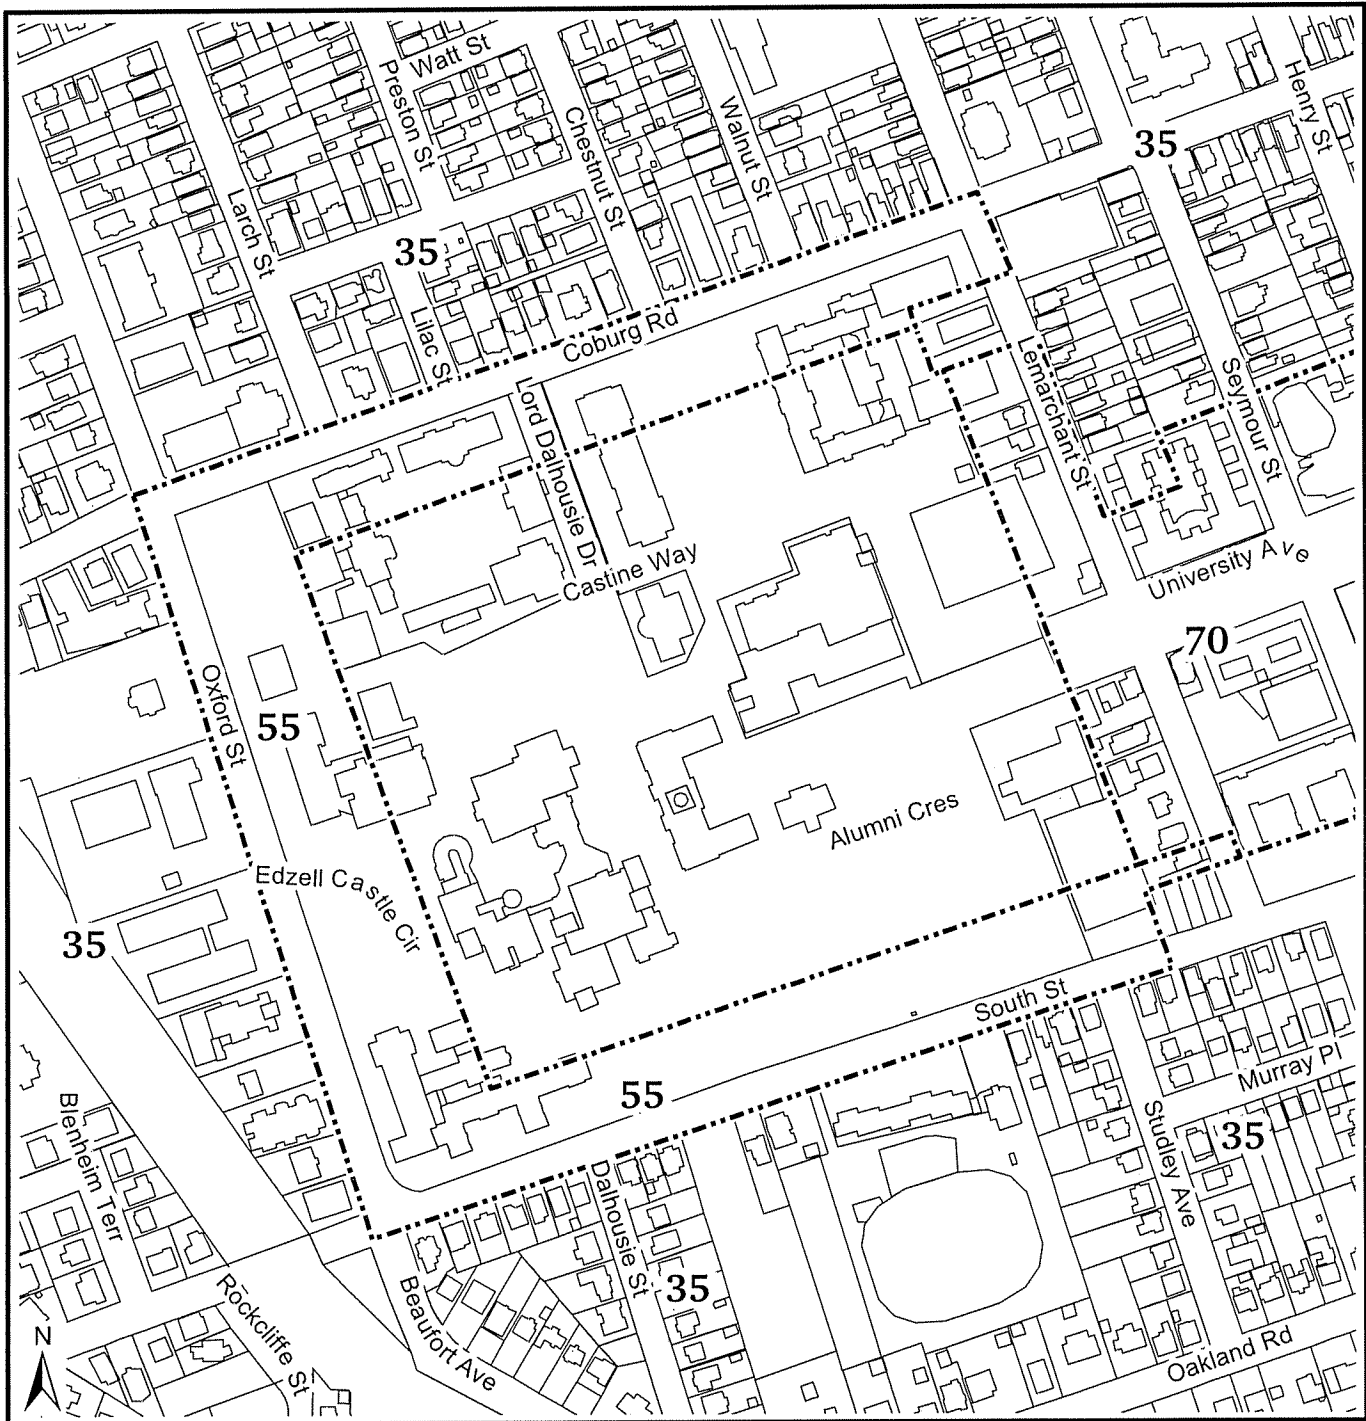 Watt St
Preston St
Henry St
Chestnut St
Walnut St
35
Larch St
35
Lilac St
Coburg Rd
Lemarchant St
Seymour St
Lord Dalhousie Dr
Castine Way
University Ave
70
Oxford St
55
Alumni Cres
Edzell Castle Cir
35
South St
55
Murray Pl
Blenheim Terr
Studley Ave
35
Dalhousie St
35
Rockcliffe St
Beaufort Ave
N
Oakland Rd